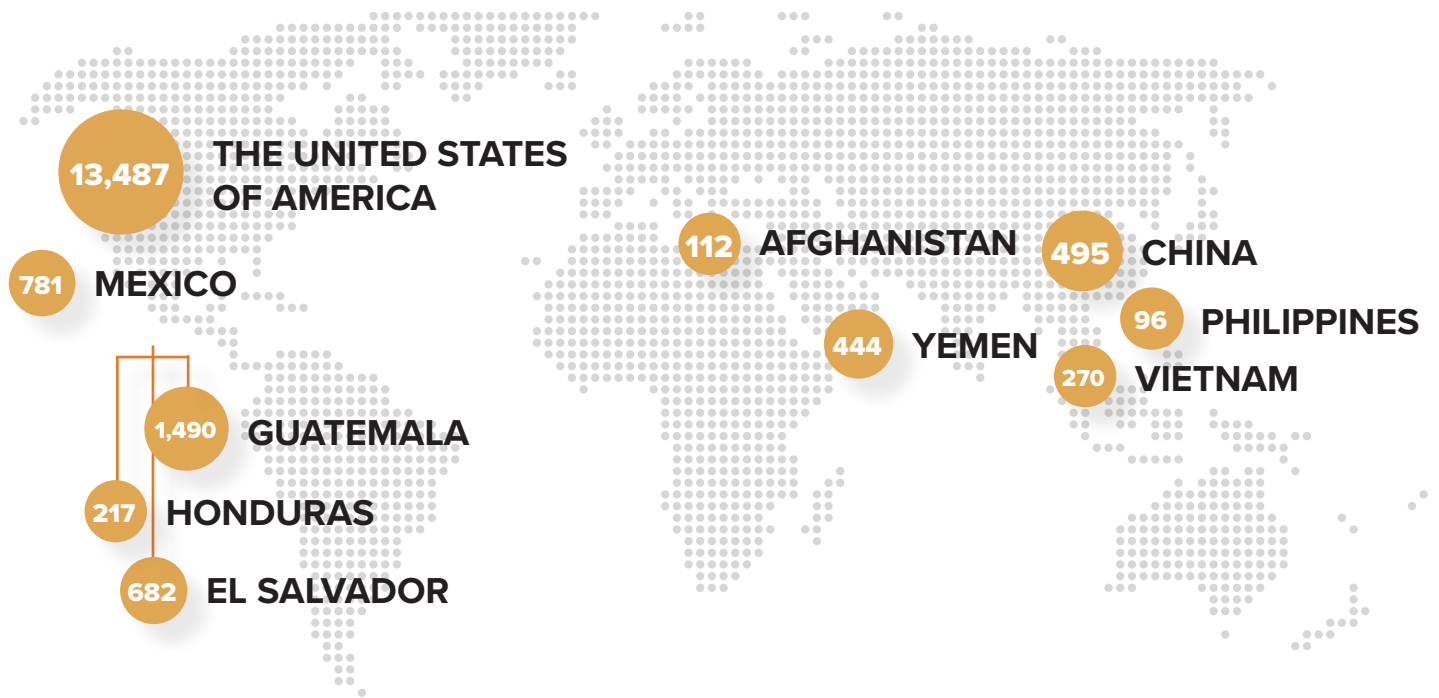 13,487
THE UNITED STATES
OF AMERICA
781
MEXICO
1,490
GUATEMALA
217
HONDURAS
682
EL SALVADOR
112
AFGHANISTAN
444
YEMEN
495
CHINA
96
PHILIPPINES
270
VIETNAM